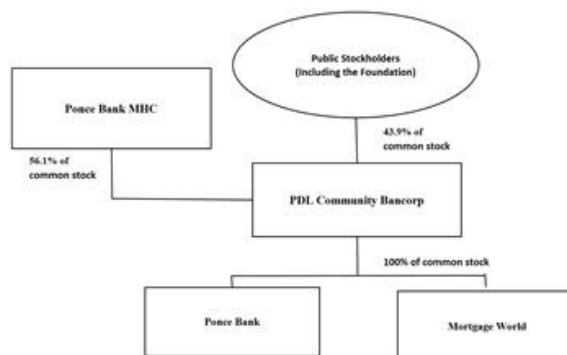 Public Stockholders
(Including the Foundation)
Ponce Bank MHC
43.9% of
common stock
56.1% of
common stock
PDL Community Bancorp
100% of common stock
Ponce Bank
Mortgage World